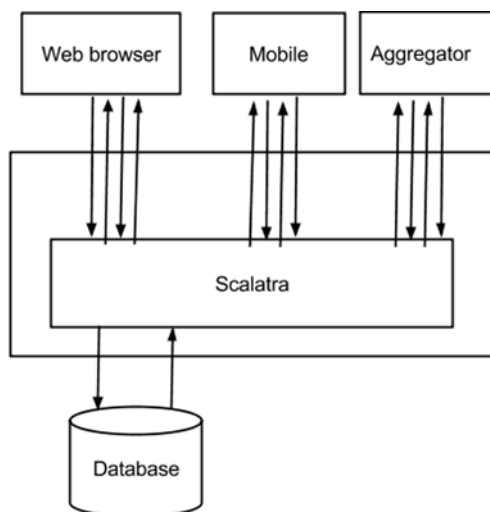 Web browser
Mobile
Aggregator
Scalatra
Database